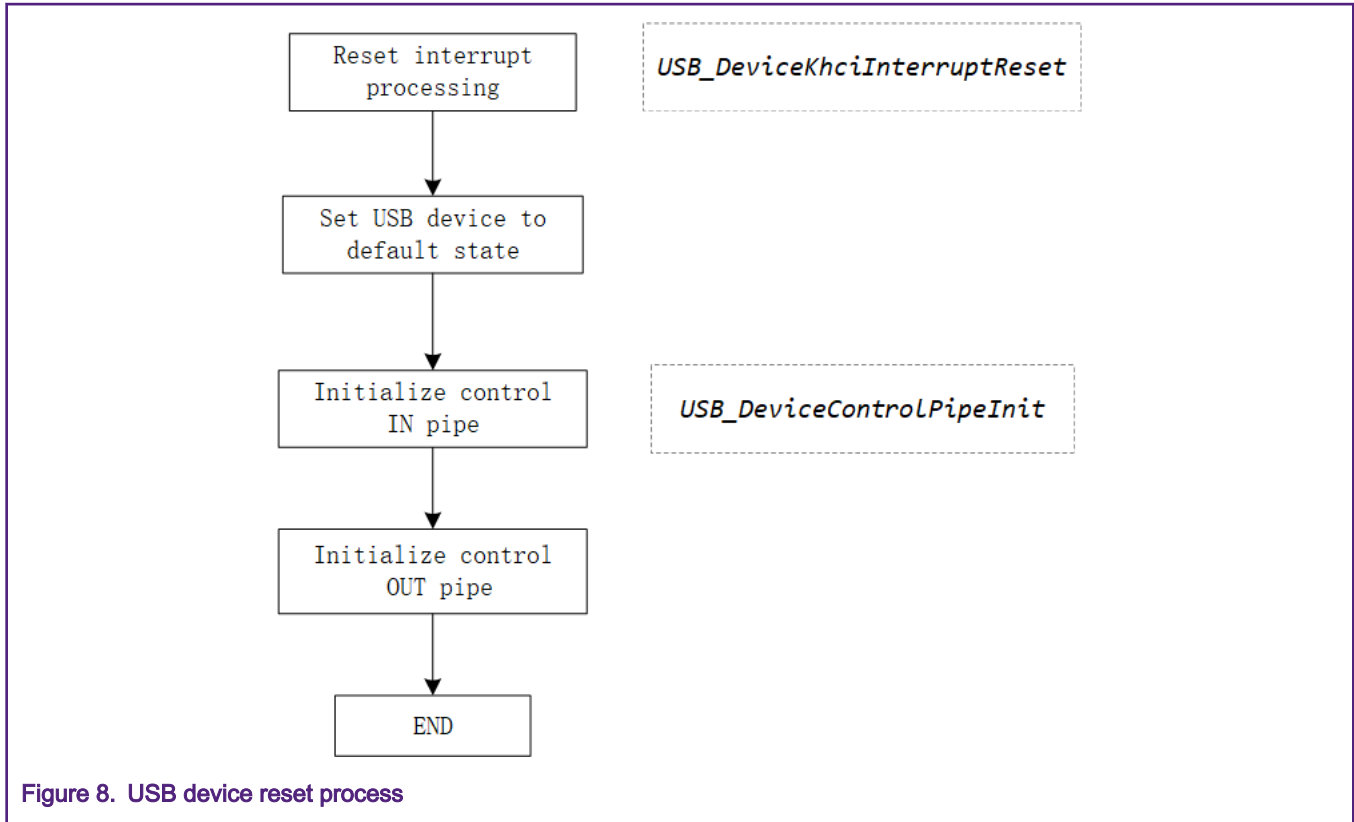 Reset interrupt
processing
USB_DeviceKhciInterruptReset
Set USB device to
default state
Initialize control
IN pipe
USB_DeviceControlPipeInit
Initialize control
OUT pipe
END
Figure 8. USB device reset process